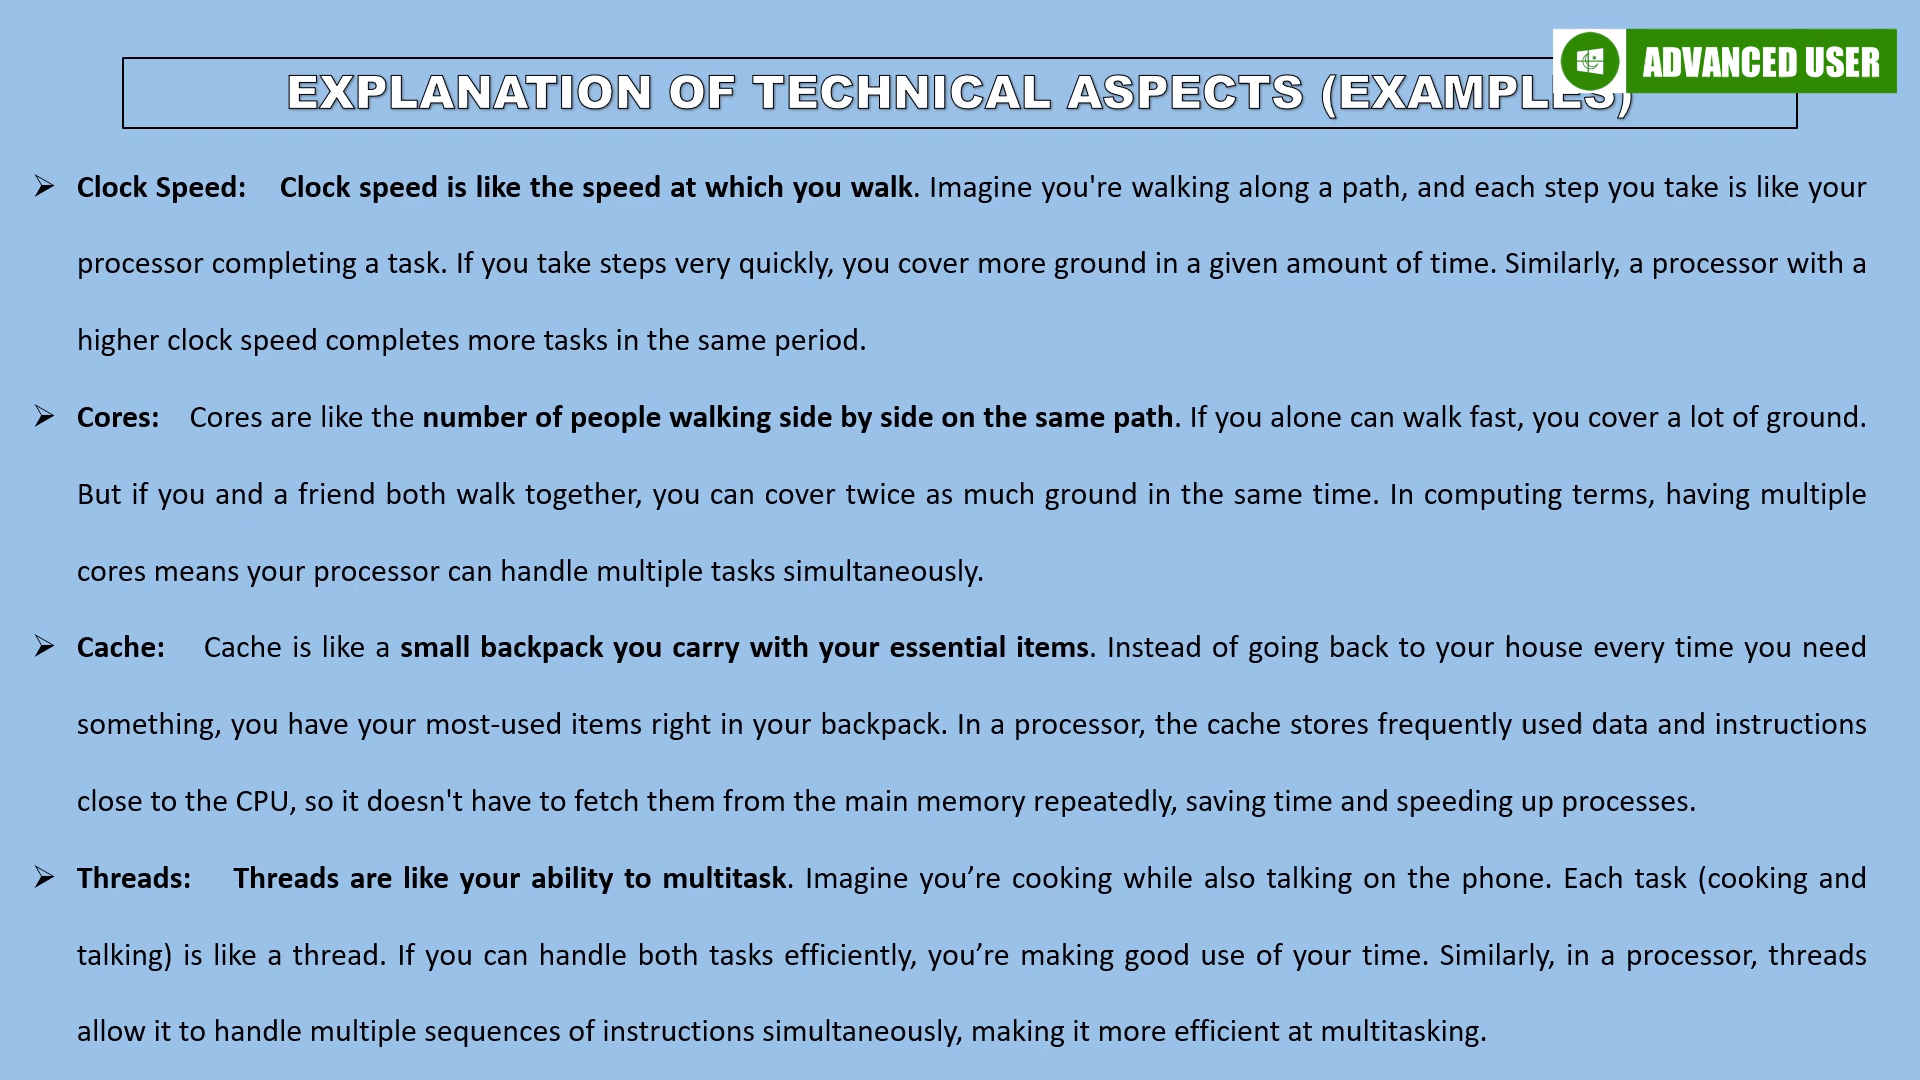 ADVANCED USER
EXPLANATION OF TECHNICAL ASPECTS (EXAMPLES)
➢ Clock Speed: Clock speed is like the speed at which you walk. Imagine you're walking along a path, and each step you take is like your
processor completing a task. If you take steps very quickly, you cover more ground in a given amount of time. Similarly, a processor with a
higher clock speed completes more tasks in the same period.
➢ Cores: Cores are like the number of people walking side by side on the same path. If you alone can walk fast, you cover a lot of ground.
But if you and a friend both walk together, you can cover twice as much ground in the same time. In computing terms, having multiple
cores means your processor can handle multiple tasks simultaneously.
➢ Cache: Cache is like a small backpack you carry with your essential items. Instead of going back to your house every time you need
something, you have your most-used items right in your backpack. In a processor, the cache stores frequently used data and instructions
close to the CPU, so it doesn't have to fetch them from the main memory repeatedly, saving time and speeding up processes.
➢ Threads: Threads are like your ability to multitask. Imagine you’re cooking while also talking on the phone. Each task (cooking and
talking) is like a thread. If you can handle both tasks efficiently, you’re making good use of your time. Similarly, in a processor, threads
allow it to handle multiple sequences of instructions simultaneously, making it more efficient at multitasking.